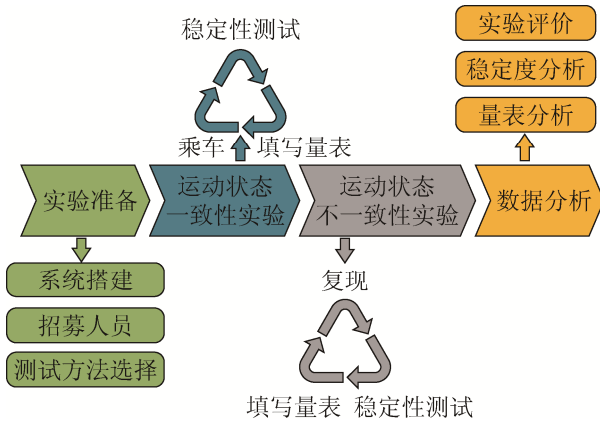 稳定性测试
乘车 填写量表
实验评价
稳定度分析
量表分析
实验准备
运动状态
一致性实验
运动状态
不一致性实验
数据分析
系统搭建
招募人员
测试方法选择
复现
填写量表 稳定性测试